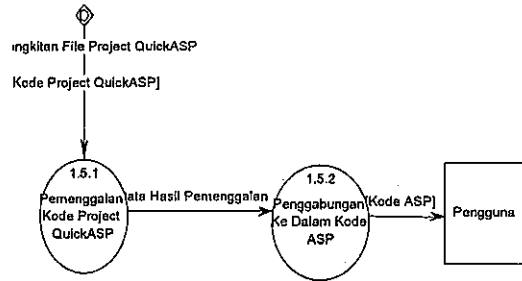 ngkitan File Project QuickASP
Kode Project QuickASP]
1.5.1
Pemenggalan
Kode Project
QuickASP
ata Hasil Pemenggalan
1.5.2
Penggabungan
Ke Dalam Kode
ASP
[Kode ASP]
Pengguna